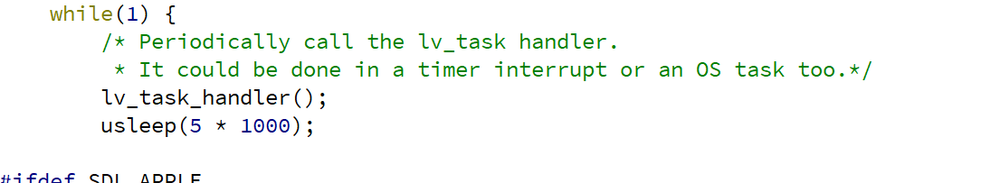 while(1) {
/* Periodically call the lv_task handler.
* It could be done in a timer interrupt or an OS task too.*/
lv_task_handler();
usleep(5 * 1000);
#ifdef SDL_APPLE